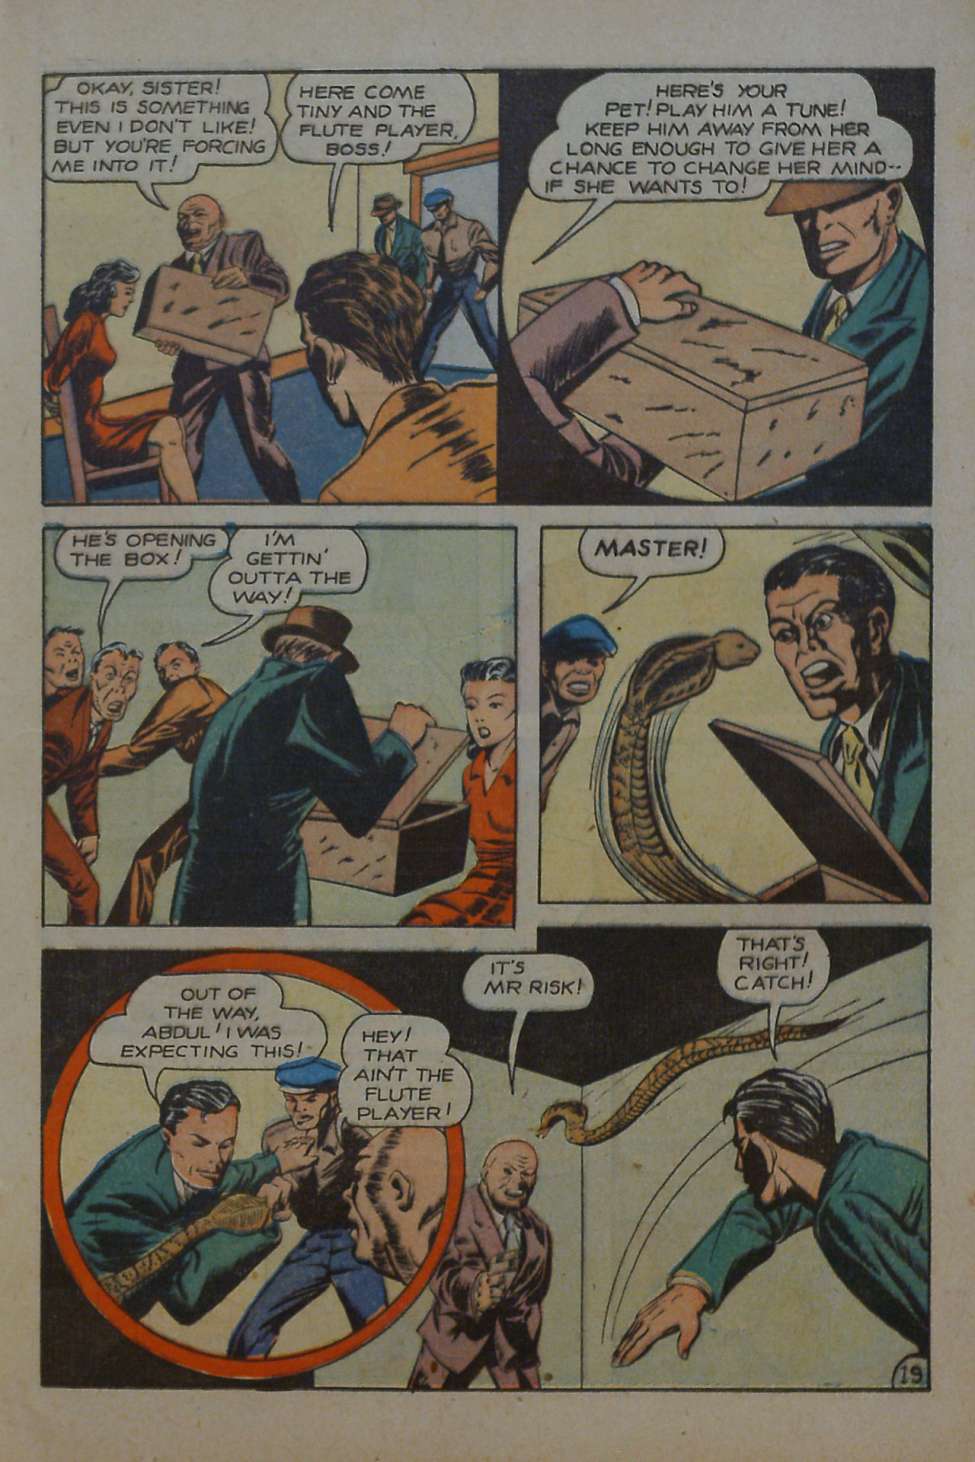 OKAY, SISTER!
THIS IS SOMETHING
EVEN I DON'T LIKE!
BUT YOU'RE FORCING
ME INTO IT!
HERE COME
TINY AND THE
FLUTE PLAYER,
BOSS!
HERE'S YOUR
PET! PLAY HIM A TUNE!
KEEP HIM AWAY FROM HER
LONG ENOUGH TO GIVE HER A
CHANCE TO CHANGE HER MIND--
IF SHE WANTS TO!
HE'S OPENING
THE BOX!
I'M
GETTIN'
OUTTA THE
WAY!
MASTER!
OUT OF
THE WAY,
ABDUL! I WAS
EXPECTING THIS!
HEY!
THAT
AIN'T THE
FLUTE
PLAYER!
IT'S
MR RISK!
THAT'S
RIGHT!
CATCH!
19